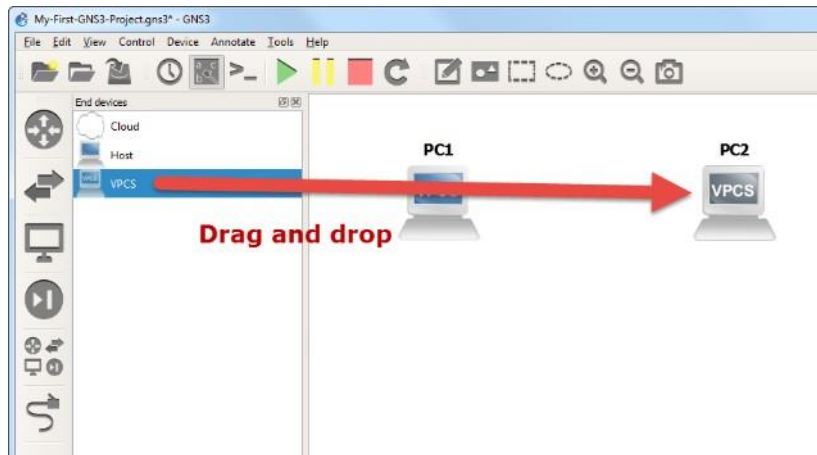 My-First-GNS3-Project.gns3* - GNS3
File Edit View Control Device Annotate Tools Help
End devices
Cloud
Host
VPCS
PC1
PC2
VPCS
Drag and drop